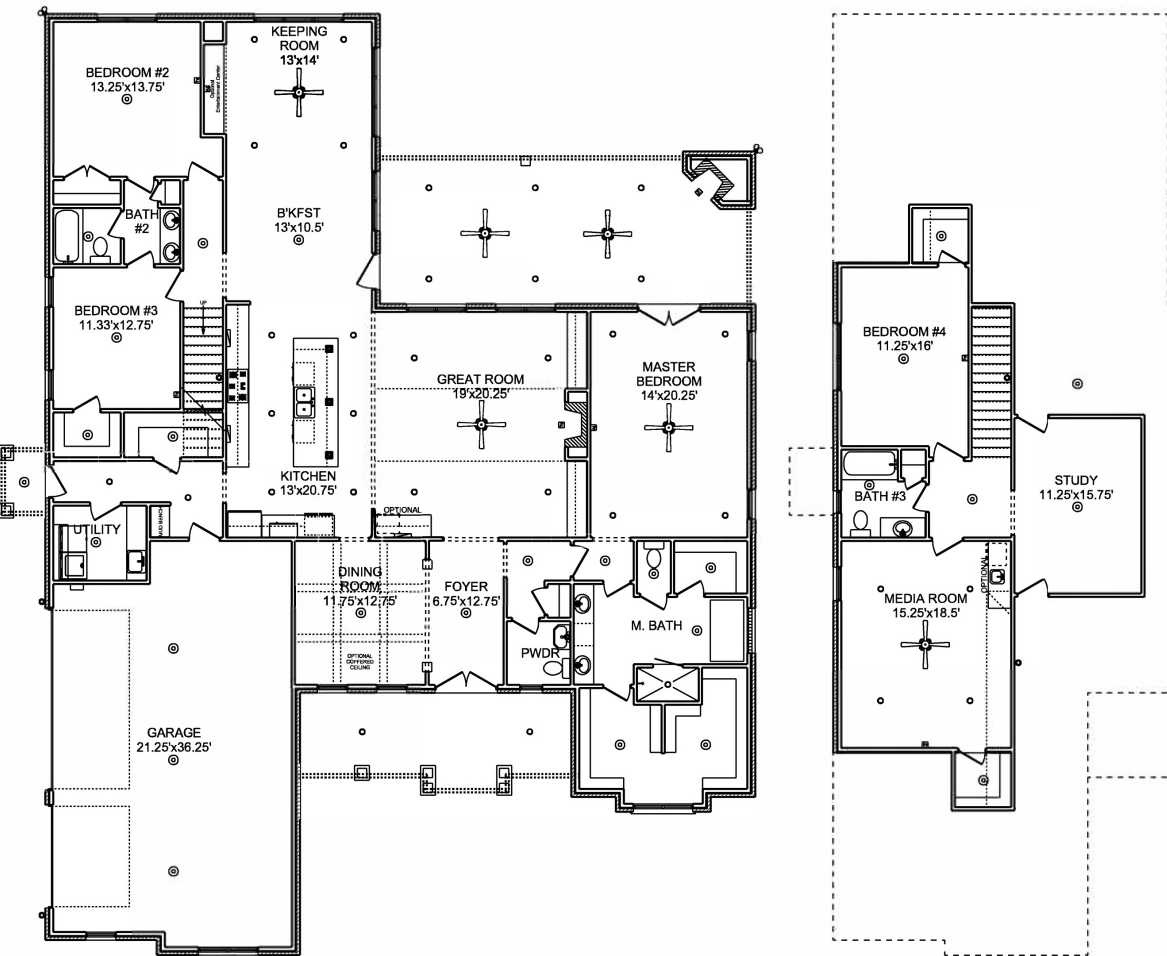 KEEPING
ROOM
13'x14'
BEDROOM #2
13.25'x13.75'
Optional
Entertainment Center
BATH
#2
B'KFST
13'x10.5'
UP
BEDROOM #3
11.33'x12.75'
GREAT ROOM
19'x20.25'
MASTER
BEDROOM
14'x20.25'
KITCHEN
13'x20.75'
OPTIONAL
UTILITY
DINING
ROOM
11.75'x12.75'
OPTIONAL
COFFERED
CEILING
FOYER
6.75'x12.75'
PWDR
M. BATH
GARAGE
21.25'x36.25'
BEDROOM #4
11.25'x16'
BATH #3
STUDY
11.25'x15.75'
OPTIONAL
MEDIA ROOM
15.25'x18.5'